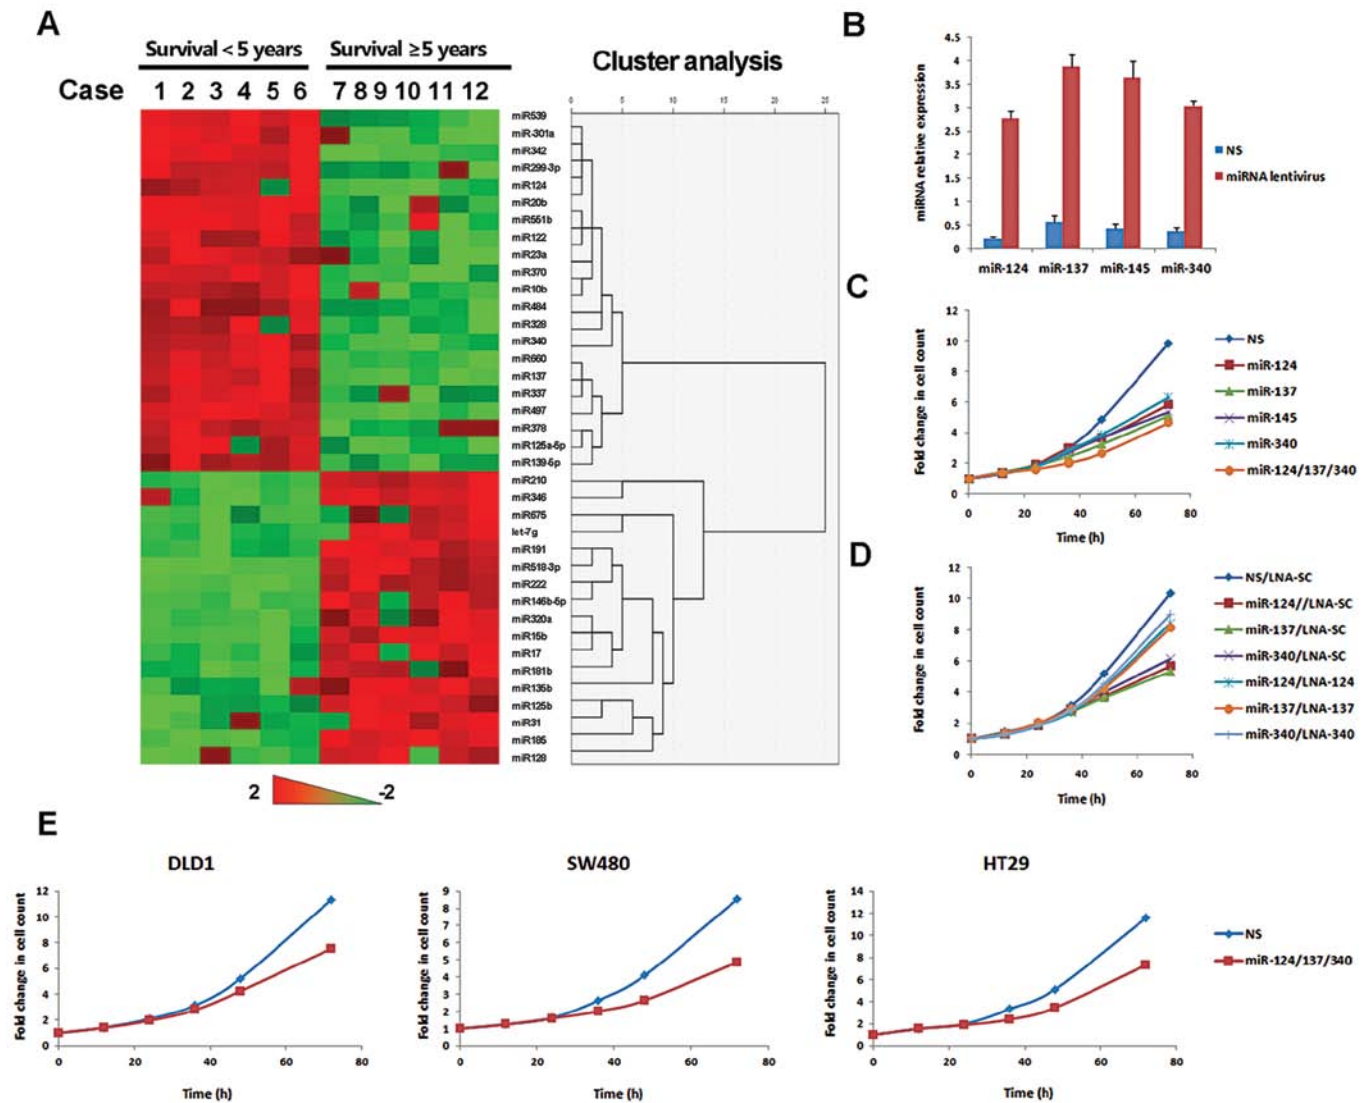 A
Survival < 5 years
Survival ≥5 years
Case 1 2 3 4 5 6 7 8 9 10 11 12
Cluster analysis
0 5 10 15 20 25
miR539
miR-301a
miR342
miR299-3p
miR124
miR20b
miR551b
miR122
miR23a
miR370
miR10b
miR484
miR328
miR340
miR660
miR137
miR337
miR497
miR378
miR125a-5p
miR139-5p
miR210
miR346
miR675
let-7g
miR191
miR518-3p
miR222
miR146b-5p
miR320a
miR15b
miR17
miR181b
miR135b
miR125b
miR31
miR185
miR128
2
-2
B
miRNA relative expression
4.5
4
3.5
3
2.5
2
1.5
1
0.5
0
miR-124 miR-137 miR-145 miR-340
NS
miRNA lentivirus
C
Fold change in cell count
12
10
8
6
4
2
0
0 20 40 60 80
Time (h)
NS
miR-124
miR-137
miR-145
miR-340
miR-124/137/340
D
Fold change in cell count
12
10
8
6
4
2
0
0 20 40 60 80
Time (h)
NS/LNA-SC
miR-124//LNA-SC
miR-137/LNA-SC
miR-340/LNA-SC
miR-124/LNA-124
miR-137/LNA-137
miR-340/LNA-340
E
DLD1
Fold change in cell count
12
10
8
6
4
2
0
0 20 40 60 80
Time (h)
SW480
Fold change in cell count
9
8
7
6
5
4
3
2
1
0
0 20 40 60 80
Time (h)
HT29
Fold change in cell count
14
12
10
8
6
4
2
0
0 20 40 60 80
Time (h)
NS
miR-124/137/340